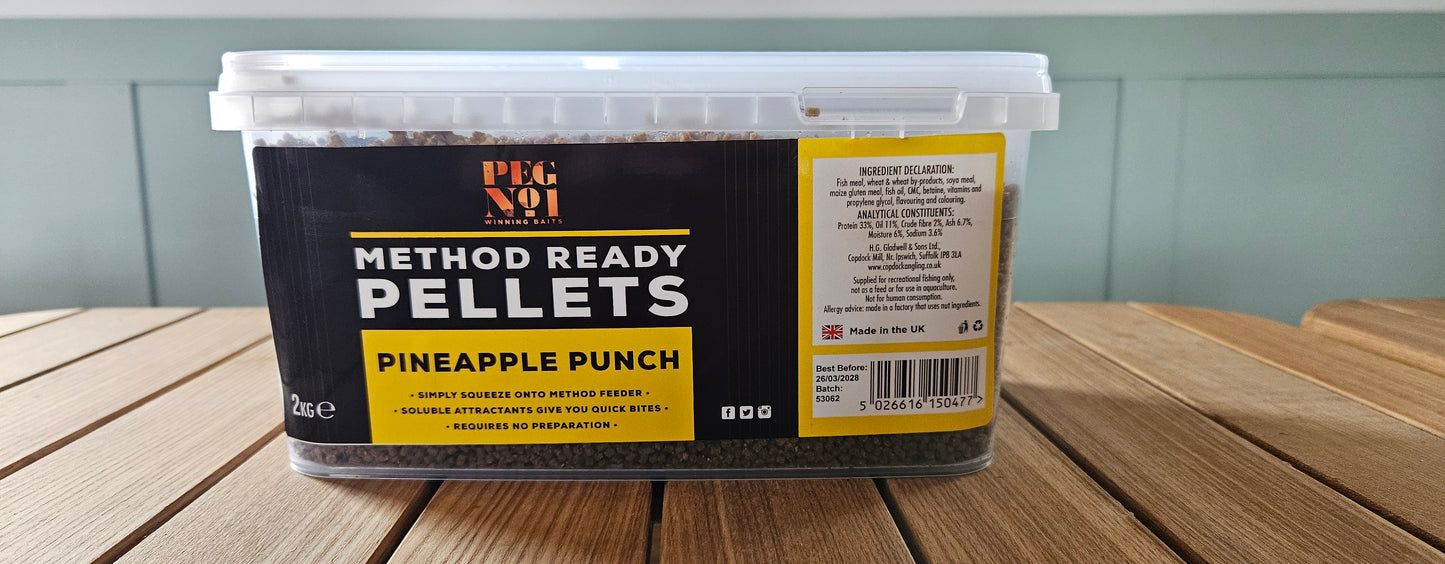 PEG
Nº1
WINNING BAITS
METHOD READY
PELLETS
PINEAPPLE PUNCH
• SIMPLY SQUEEZE ONTO METHOD FEEDER •
• SOLUBLE ATTRACTANTS GIVE YOU QUICK BITES •
• REQUIRES NO PREPARATION •
2KG℮
INGREDIENT DECLARATION:
Fish meal, wheat & wheat by-products, soya meal,
maize gluten meal, fish oil, CMC, betaine, vitamins and
propylene glycol, flavouring and colouring.
ANALYTICAL CONSTITUENTS:
Protein 33%, Oil 11%, Crude fibre 2%, Ash 6.7%,
Moisture 6%, Sodium 3.6%
H.G. Gladwell & Sons Ltd.,
Copdock Mill, Nr. Ipswich, Suffolk IP8 3LA
www.copdockangling.co.uk
Supplied for recreational fishing only,
not as a feed or for use in aquaculture.
Not for human consumption.
Allergy advice: made in a factory that uses nut ingredients.
Made in the UK
Best Before:
26/03/2028
Batch:
53062
5 026616 150477 >